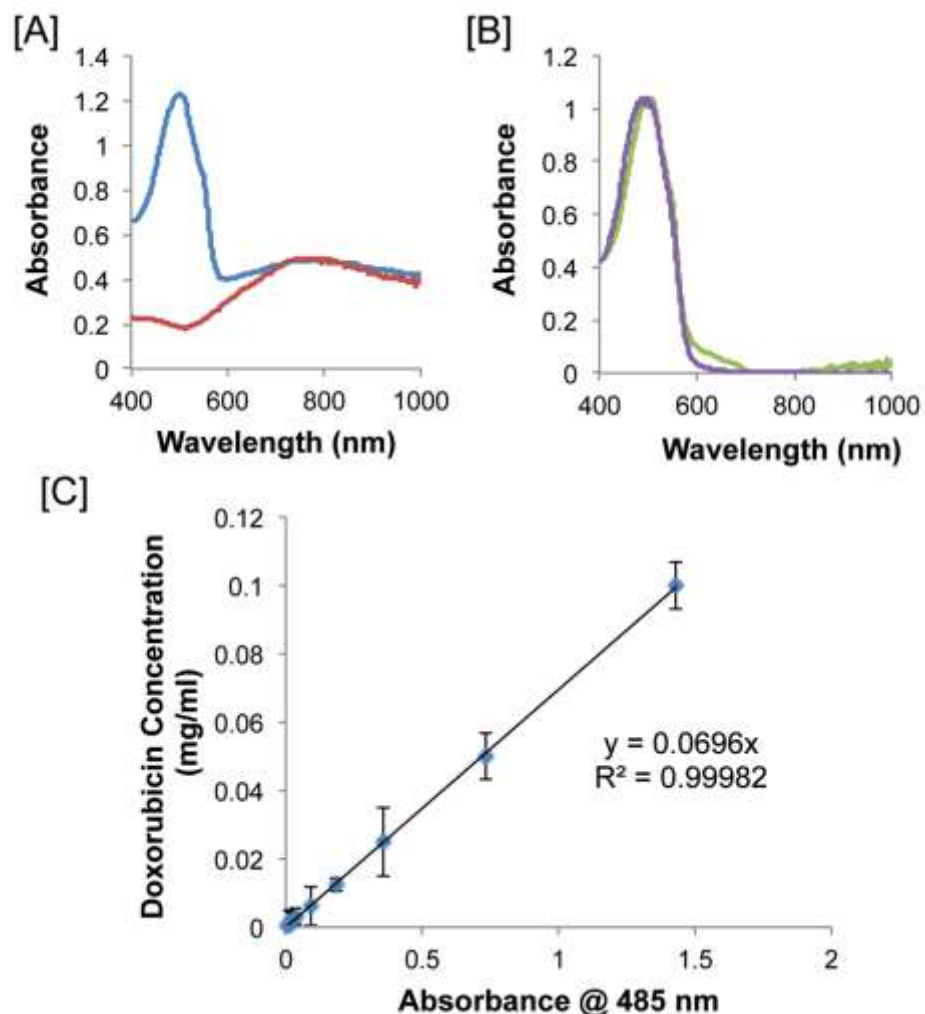 [A]
1.4
1.2
1
0.8
0.6
0.4
0.2
0
Absorbance
400 600 800 1000
Wavelength (nm)
[B]
1.2
1
0.8
0.6
0.4
0.2
0
Absorbance
400 600 800 1000
Wavelength (nm)
[C]
0.12
0.1
0.08
0.06
0.04
0.02
0
Doxorubicin Concentration
(mg/ml)
y = 0.0696x
R² = 0.99982
0 0.5 1 1.5 2
Absorbance @ 485 nm